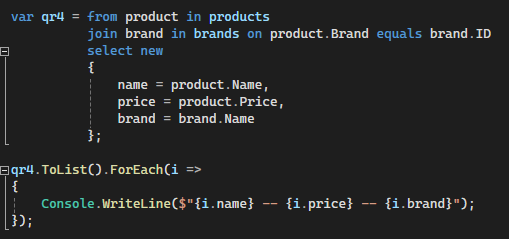 var qr4 = from product in products
join brand in brands on product.Brand equals brand.ID
select new
{
name = product.Name,
price = product.Price,
brand = brand.Name
};
qr4.ToList().ForEach(i =>
{
Console.WriteLine($"{i.name} -- {i.price} -- {i.brand}");
});